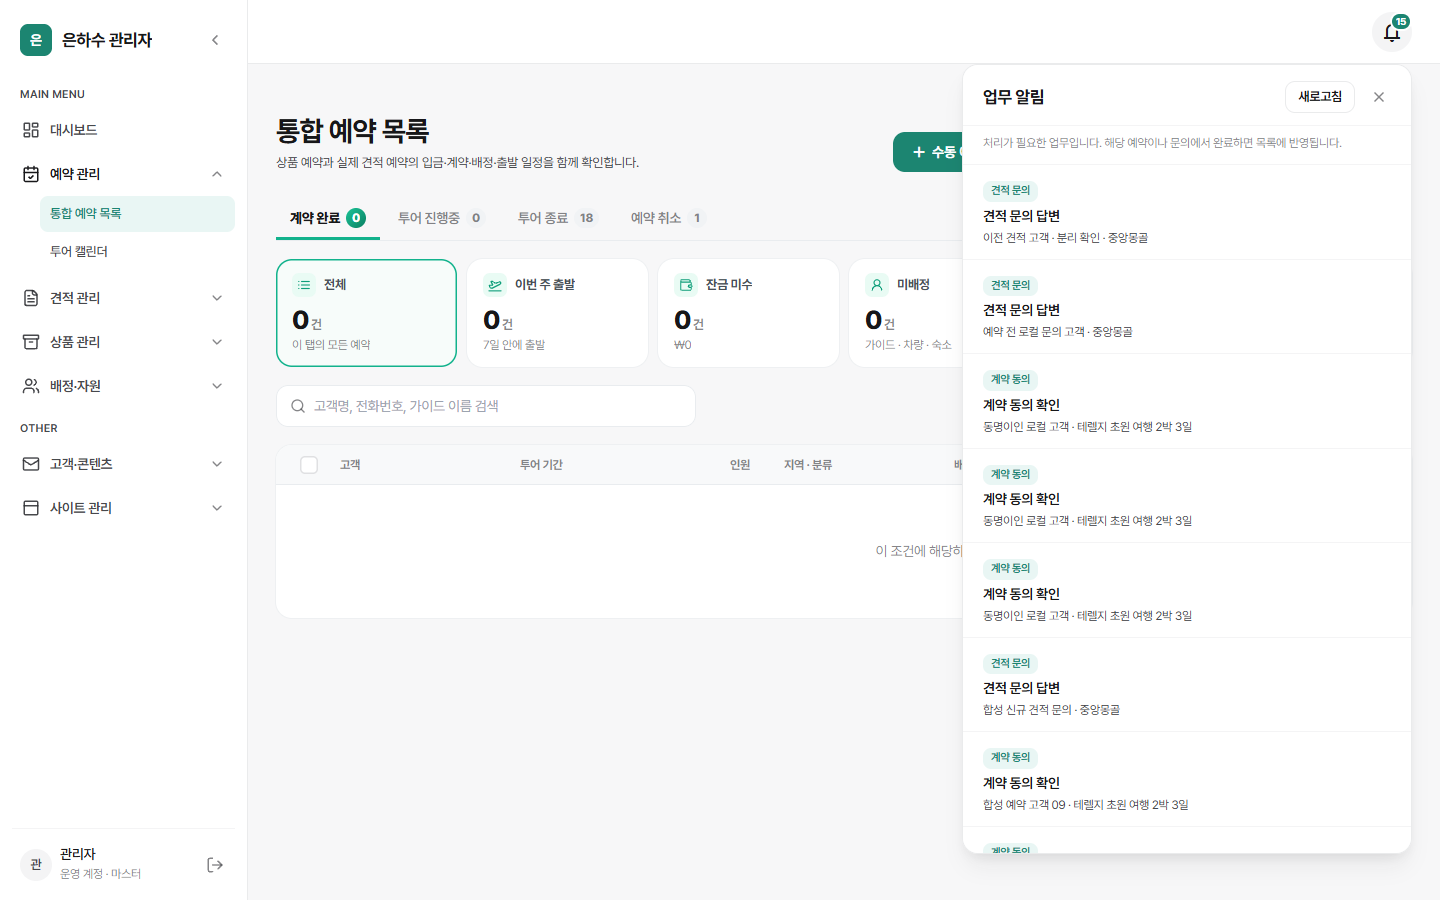 은 은하수 관리자
MAIN MENU
대시보드
예약 관리
통합 예약 목록
투어 캘린더
견적 관리
상품 관리
배정·자원
OTHER
고객·콘텐츠
사이트 관리
관 관리자
운영 계정 · 마스터
15
통합 예약 목록
상품 예약과 실제 견적 예약의 입금·계약·배정·출발 일정을 함께 확인합니다.
+ 수동
계약 완료 0 투어 진행중 0 투어 종료 18 예약 취소 1
전체
0건
이 탭의 모든 예약
이번 주 출발
0건
7일 안에 출발
잔금 미수
0건
₩0
미배정
0건
가이드 · 차량 · 숙소
고객명, 전화번호, 가이드 이름 검색
고객 투어 기간 인원 지역 · 분류
이 조건에 해당하
업무 알림 새로고침
처리가 필요한 업무입니다. 해당 예약이나 문의에서 완료하면 목록에 반영됩니다.
견적 문의
견적 문의 답변
이전 견적 고객 · 분리 확인 · 중앙몽골
견적 문의
견적 문의 답변
예약 전 로컬 문의 고객 · 중앙몽골
계약 동의
계약 동의 확인
동명이인 로컬 고객 · 테렐지 초원 여행 2박 3일
계약 동의
계약 동의 확인
동명이인 로컬 고객 · 테렐지 초원 여행 2박 3일
계약 동의
계약 동의 확인
동명이인 로컬 고객 · 테렐지 초원 여행 2박 3일
견적 문의
견적 문의 답변
합성 신규 견적 문의 · 중앙몽골
계약 동의
계약 동의 확인
합성 예약 고객 09 · 테렐지 초원 여행 2박 3일
계약 동의